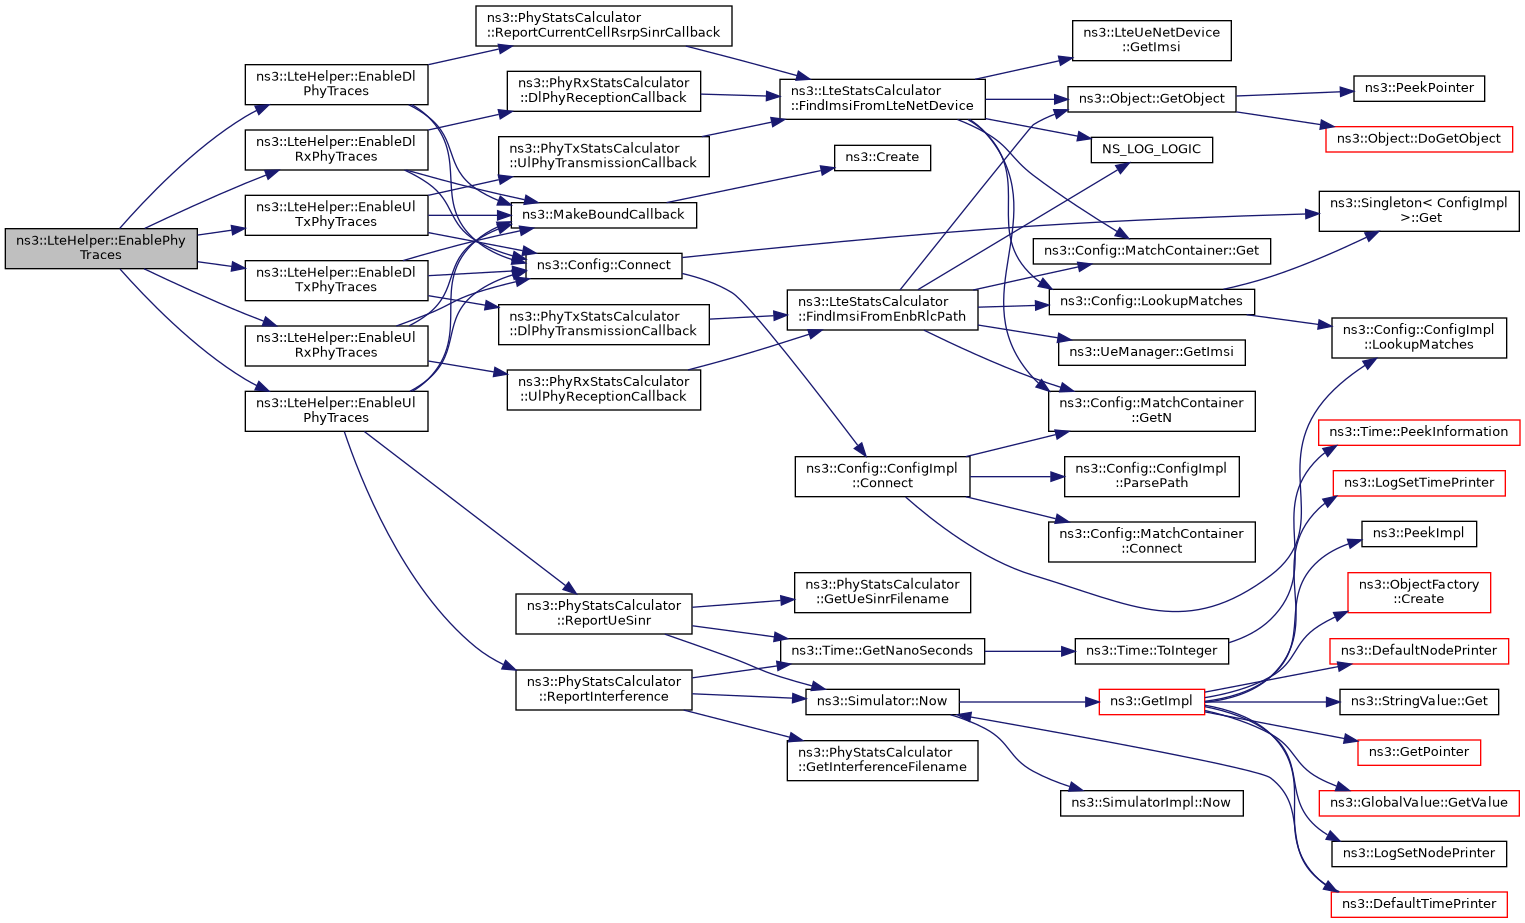 ns3::LteHelper::EnablePhy
Traces
ns3::LteHelper::EnableDl
PhyTraces
ns3::LteHelper::EnableDl
RxPhyTraces
ns3::LteHelper::EnableUl
TxPhyTraces
ns3::LteHelper::EnableDl
TxPhyTraces
ns3::LteHelper::EnableUl
RxPhyTraces
ns3::LteHelper::EnableUl
PhyTraces
ns3::PhyStatsCalculator
::ReportCurrentCellRsrpSinrCallback
ns3::PhyRxStatsCalculator
::DlPhyReceptionCallback
ns3::PhyTxStatsCalculator
::UlPhyTransmissionCallback
ns3::MakeBoundCallback
ns3::Config::Connect
ns3::PhyTxStatsCalculator
::DlPhyTransmissionCallback
ns3::PhyRxStatsCalculator
::UlPhyReceptionCallback
ns3::PhyStatsCalculator
::ReportUeSinr
ns3::PhyStatsCalculator
::ReportInterference
ns3::LteStatsCalculator
::FindImsiFromLteNetDevice
ns3::Create
ns3::LteStatsCalculator
::FindImsiFromEnbRlcPath
ns3::Config::ConfigImpl
::Connect
ns3::PhyStatsCalculator
::GetUeSinrFilename
ns3::Time::GetNanoSeconds
ns3::Simulator::Now
ns3::PhyStatsCalculator
::GetInterferenceFilename
ns3::LteUeNetDevice
::GetImsi
ns3::Object::GetObject
NS_LOG_LOGIC
ns3::Config::MatchContainer::Get
ns3::Config::LookupMatches
ns3::UeManager::GetImsi
ns3::Config::MatchContainer
::GetN
ns3::Config::ConfigImpl
::ParsePath
ns3::Config::MatchContainer
::Connect
ns3::Time::ToInteger
ns3::GetImpl
ns3::SimulatorImpl::Now
ns3::PeekPointer
ns3::Object::DoGetObject
ns3::Singleton< ConfigImpl
>::Get
ns3::Config::ConfigImpl
::LookupMatches
ns3::Time::PeekInformation
ns3::LogSetTimePrinter
ns3::PeekImpl
ns3::ObjectFactory
::Create
ns3::DefaultNodePrinter
ns3::StringValue::Get
ns3::GetPointer
ns3::GlobalValue::GetValue
ns3::LogSetNodePrinter
ns3::DefaultTimePrinter